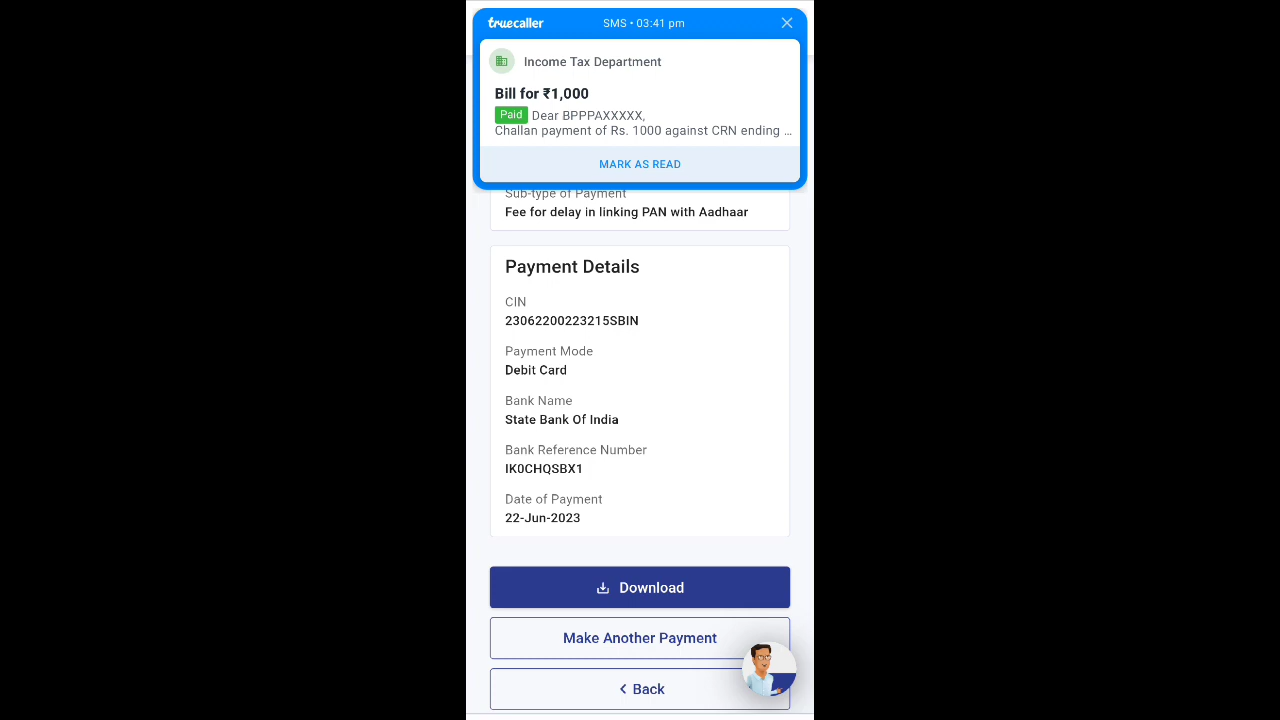 truecaller
SMS • 03:41 pm
Income Tax Department
Bill for ₹1,000
Paid Dear BPPPAXXXXX,
Challan payment of Rs. 1000 against CRN ending ...
MARK AS READ
Sub-type of Payment
Fee for delay in linking PAN with Aadhaar
Payment Details
CIN
23062200223215SBIN
Payment Mode
Debit Card
Bank Name
State Bank Of India
Bank Reference Number
IK0CHQSBX1
Date of Payment
22-Jun-2023
Download
Make Another Payment
Back